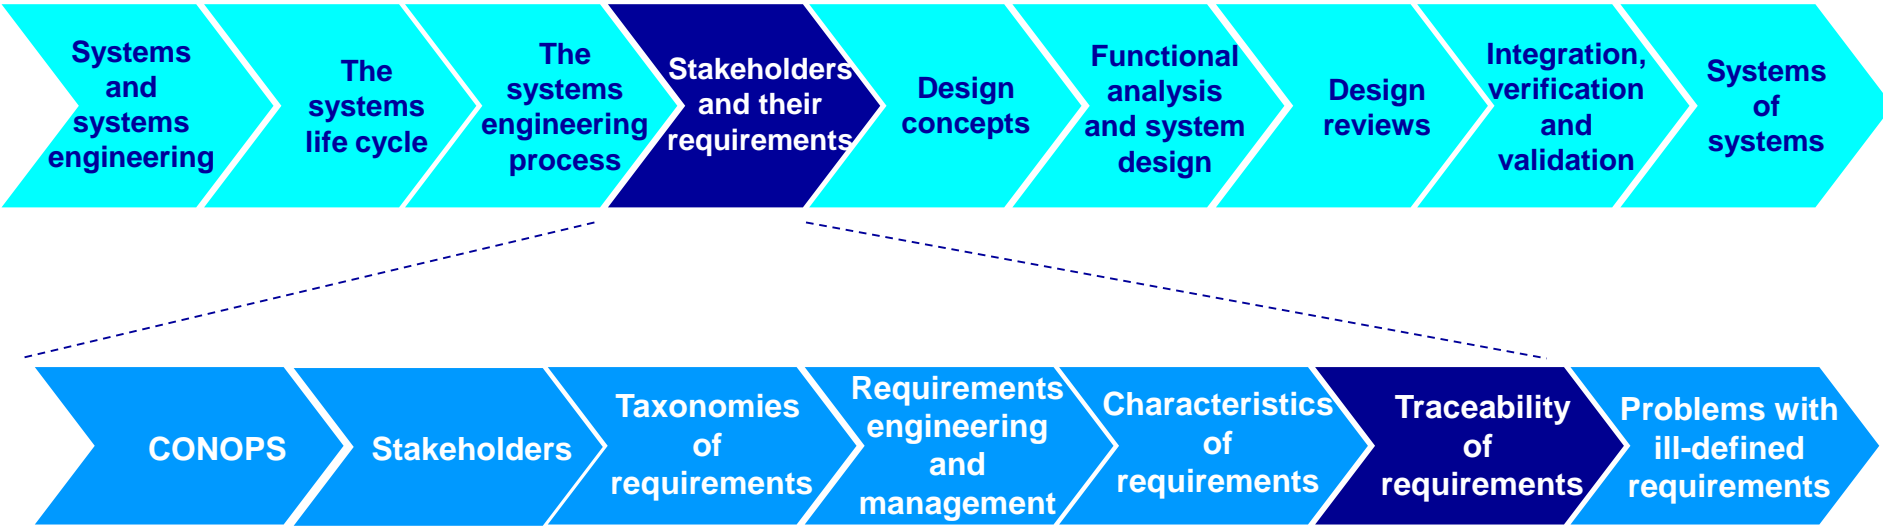 Systems
and
systems
engineering
The
systems
life cycle
The
systems
engineering
process
Stakeholders
and their
requirements
Design
concepts
Functional
analysis
and system
design
Design
reviews
Integration,
verification
and
validation
Systems
of
systems
CONOPS
Stakeholders
Taxonomies
of
requirements
Requirements
engineering
and
management
Characteristics
of
requirements
Traceability
of
requirements
Problems with
ill-defined
requirements